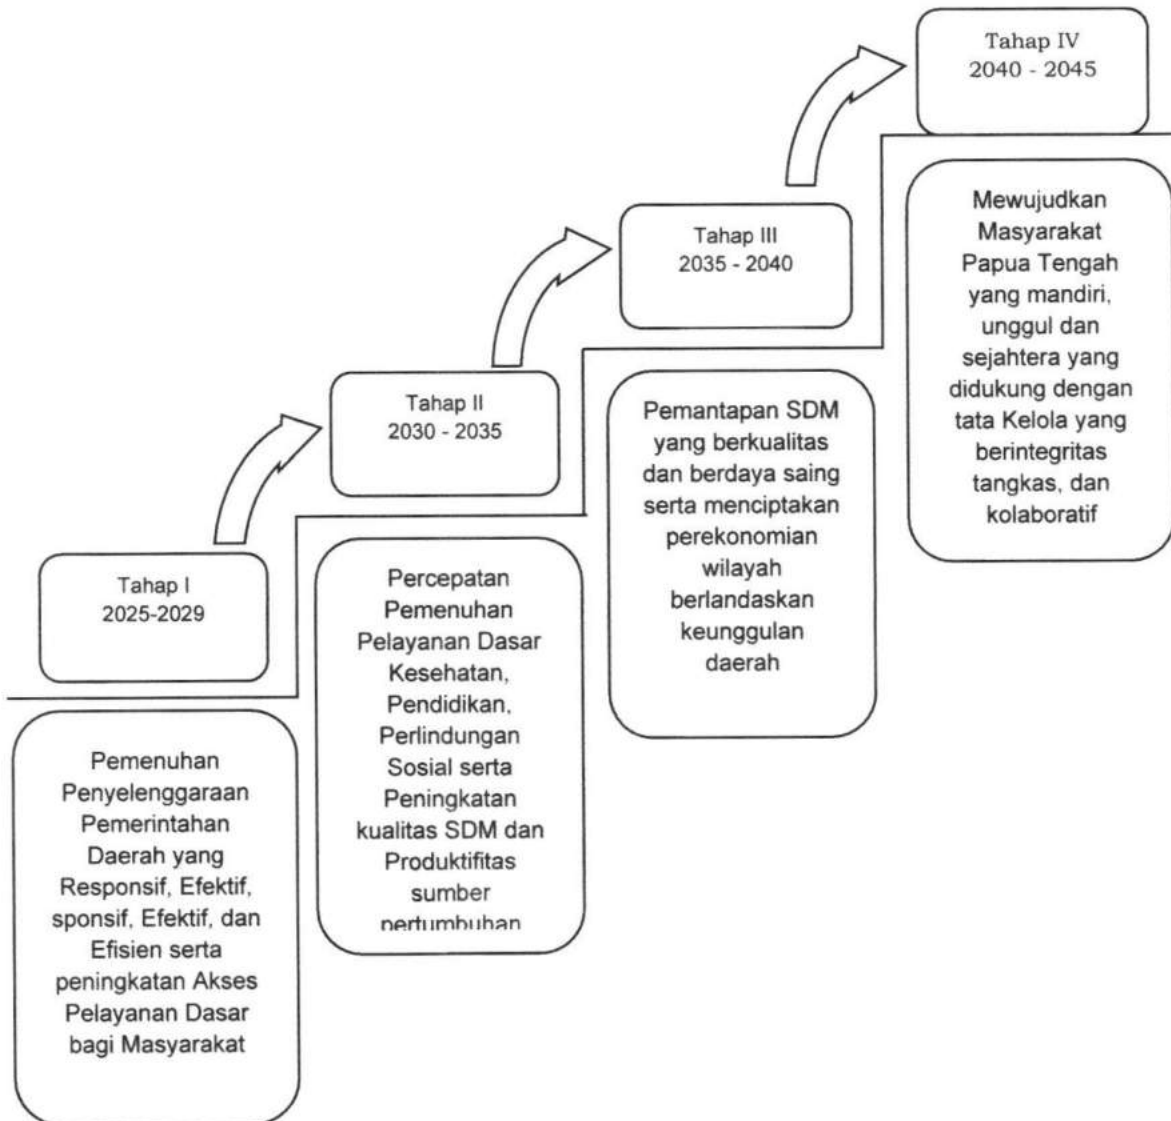 Tahap I
2025-2029
Pemenuhan
Penyelenggaraan
Pemerintahan
Daerah yang
Responsif, Efektif,
sponsif, Efektif, dan
Efisien serta
peningkatan Akses
Pelayanan Dasar
bagi Masyarakat
Tahap II
2030 - 2035
Percepatan
Pemenuhan
Pelayanan Dasar
Kesehatan,
Pendidikan,
Perlindungan
Sosial serta
Peningkatan
kualitas SDM dan
Produktifitas
sumber
pertumbuhan
Tahap III
2035 - 2040
Pemantapan SDM
yang berkualitas
dan berdaya saing
serta menciptakan
perekonomian
wilayah
berlandaskan
keunggulan
daerah
Tahap IV
2040 - 2045
Mewujudkan
Masyarakat
Papua Tengah
yang mandiri,
unggul dan
sejahtera yang
didukung dengan
tata Kelola yang
berintegritas
tangkas, dan
kolaboratif